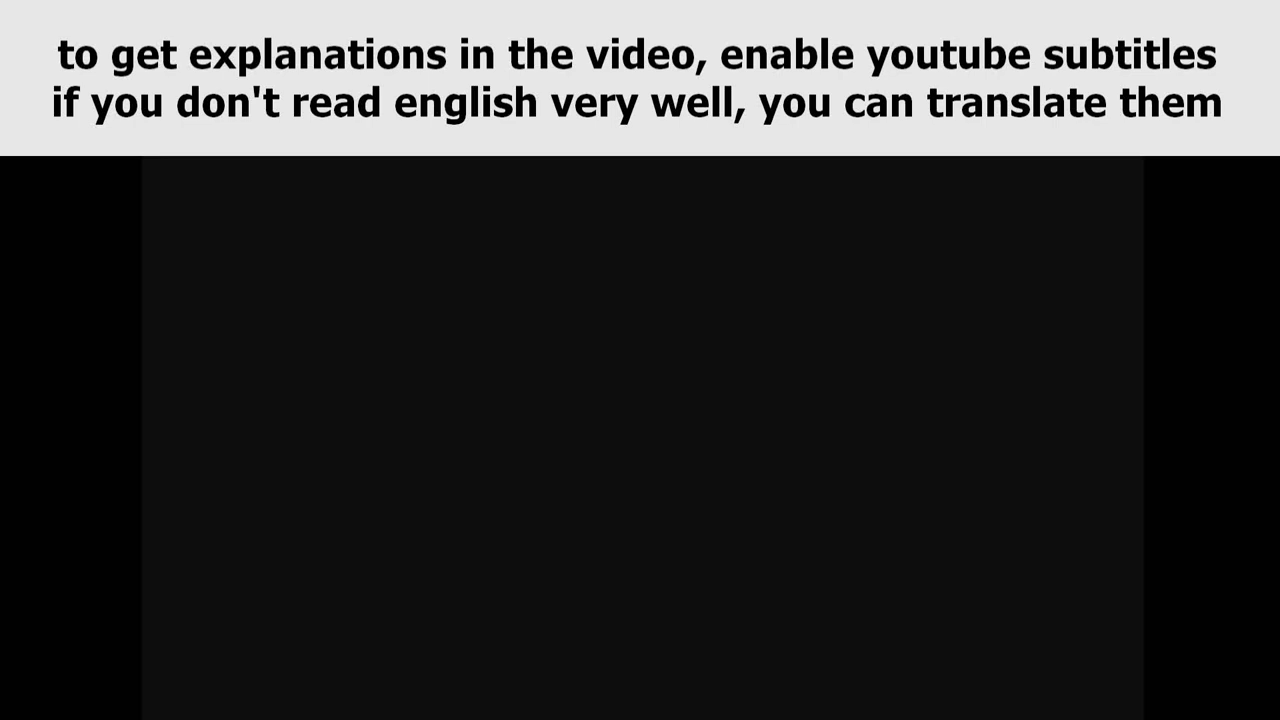 to get explanations in the video, enable youtube subtitles
if you don't read english very well, you can translate them